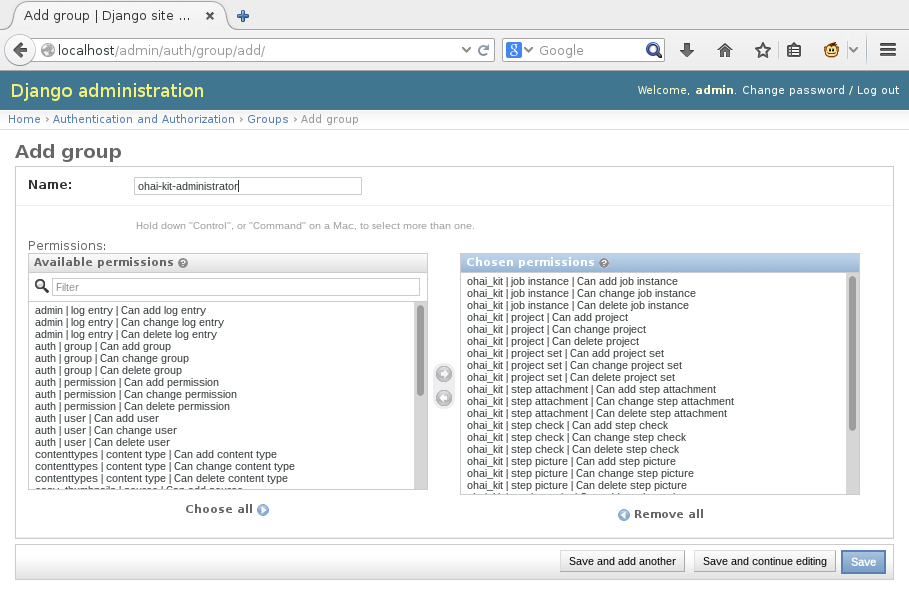 Add group | Django site ...
localhost/admin/auth/group/add/
Google
Django administration
Welcome, admin. Change password / Log out
Home › Authentication and Authorization › Groups › Add group
Add group
Name:
ohai-kit-administrator
Hold down "Control", or "Command" on a Mac, to select more than one.
Permissions:
Available permissions
Filter
admin | log entry | Can add log entry
admin | log entry | Can change log entry
admin | log entry | Can delete log entry
auth | group | Can add group
auth | group | Can change group
auth | group | Can delete group
auth | permission | Can add permission
auth | permission | Can change permission
auth | permission | Can delete permission
auth | user | Can add user
auth | user | Can change user
auth | user | Can delete user
contenttypes | content type | Can add content type
contenttypes | content type | Can change content type
contenttypes | content type | Can delete content type
Choose all
Chosen permissions
ohai_kit | job instance | Can add job instance
ohai_kit | job instance | Can change job instance
ohai_kit | job instance | Can delete job instance
ohai_kit | project | Can add project
ohai_kit | project | Can change project
ohai_kit | project | Can delete project
ohai_kit | project set | Can add project set
ohai_kit | project set | Can change project set
ohai_kit | project set | Can delete project set
ohai_kit | step attachment | Can add step attachment
ohai_kit | step attachment | Can change step attachment
ohai_kit | step attachment | Can delete step attachment
ohai_kit | step check | Can add step check
ohai_kit | step check | Can change step check
ohai_kit | step check | Can delete step check
ohai_kit | step picture | Can add step picture
ohai_kit | step picture | Can change step picture
ohai_kit | step picture | Can delete step picture
Remove all
Save and add another
Save and continue editing
Save